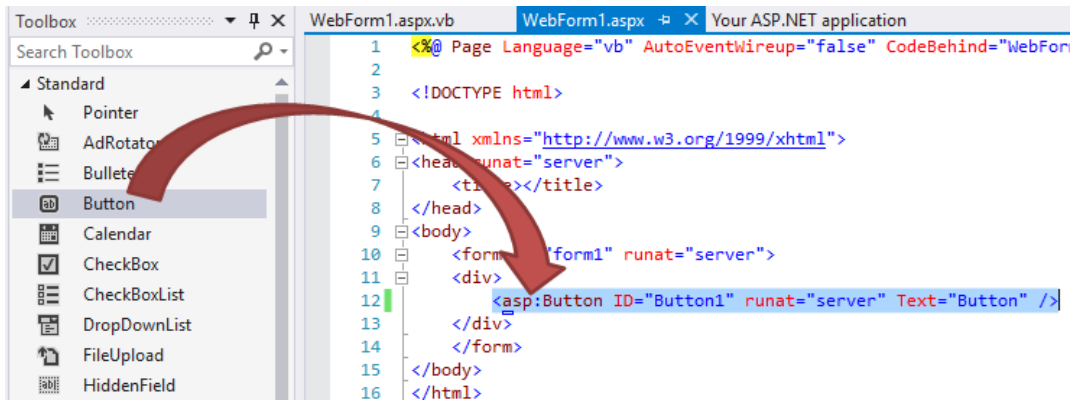 Toolbox
Search Toolbox
Standard
Pointer
AdRotator
Bullete
Button
Calendar
CheckBox
CheckBoxList
DropDownList
FileUpload
HiddenField
WebForm1.aspx.vb WebForm1.aspx Your ASP.NET application
1 <%@ Page Language="vb" AutoEventWireup="false" CodeBehind="WebFor
2
3 <!DOCTYPE html>
4
5 <html xmlns="http://www.w3.org/1999/xhtml">
6 <head runat="server">
7 <title></title>
8 </head>
9 <body>
10 <form "form1" runat="server">
11 <div>
12 <asp:Button ID="Button1" runat="server" Text="Button" />
13 </div>
14 </form>
15 </body>
16 </html>